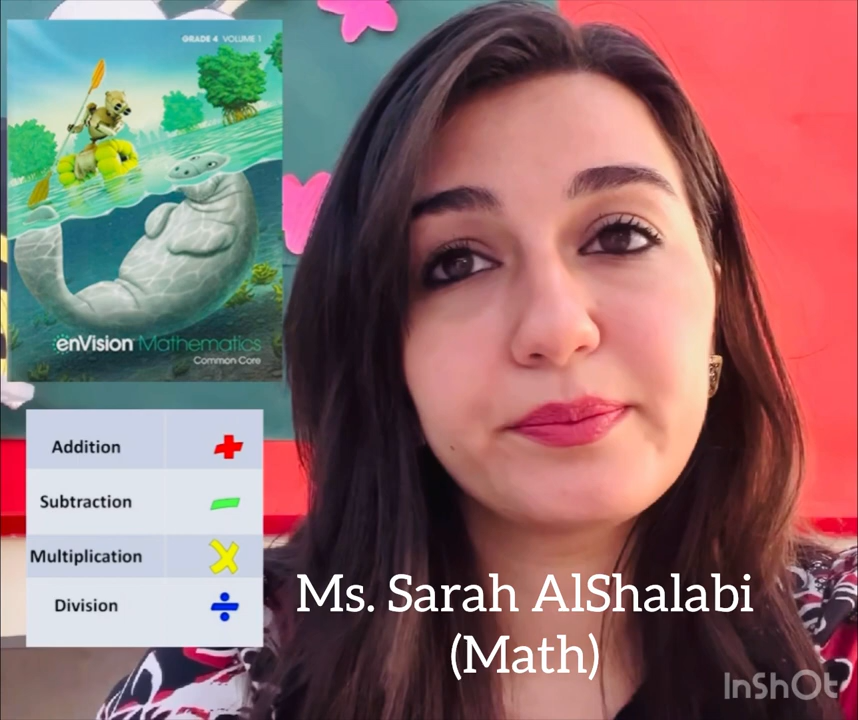 GRADE 4 VOLUME 1
enVision Mathematics
Common Core
Addition
Subtraction
Multiplication
Division
Ms. Sarah AlShalabi
(Math)
InShOt